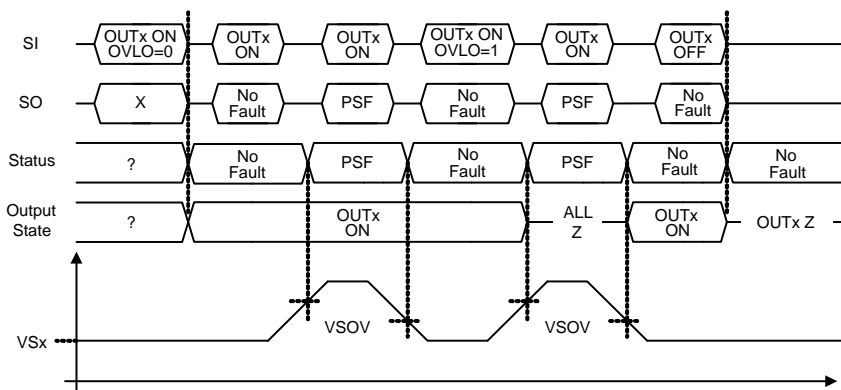 SI
OUTx ON
OVLO=0
OUTx
ON
OUTx
ON
OUTx ON
OVLO=1
OUTx
ON
OUTx
OFF
SO
X
No
Fault
PSF
No
Fault
PSF
No
Fault
Status
?
No
Fault
PSF
No
Fault
PSF
No
Fault
No
Fault
Output
State
?
OUTx
ON
ALL
Z
OUTx
ON
OUTx Z
VSx
VSOV
VSOV